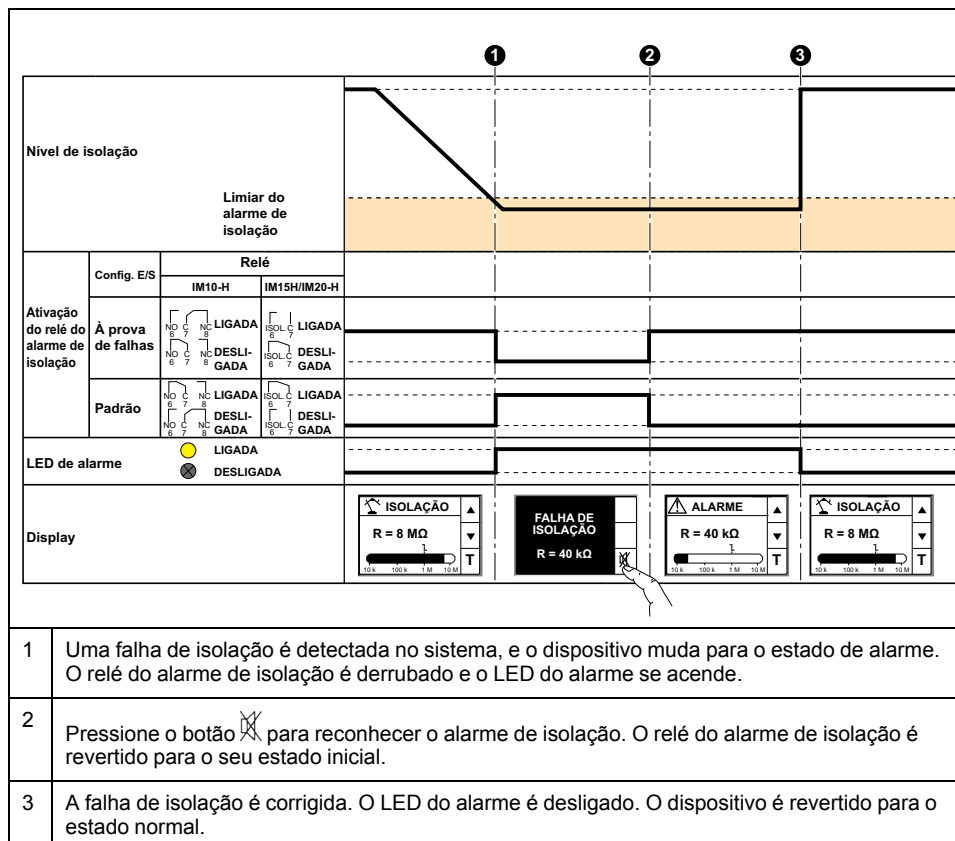 1 2 3
Nível de isolação
Limiar do
alarme de
isolação
Ativação
do relé do
alarme de
isolação
Config. E/S
Relé
IM10-H
IM15H/IM20-H
À prova
de falhas
NO C NC
6 7 8
LIGADA
ISOL. C
6 7
LIGADA
NO C NC
6 7 8
DESLI-
GADA
ISOL. C
6 7
DESLI-
GADA
Padrão
NO C NC
6 7 8
LIGADA
ISOL. C
6 7
LIGADA
NO C NC
6 7 8
DESLI-
GADA
ISOL. C
6 7
DESLI-
GADA
LED de alarme
LIGADA
DESLIGADA
Display
ISOLAÇÃO
R = 8 MΩ
10 k 100 k 1 M 10 M
T
FALHA DE
ISOLAÇÃO
R = 40 kΩ
ALARME
R = 40 kΩ
10 k 100 k 1 M 10 M
T
ISOLAÇÃO
R = 8 MΩ
10 k 100 k 1 M 10 M
T
1 Uma falha de isolação é detectada no sistema, e o dispositivo muda para o estado de alarme.
O relé do alarme de isolação é derrubado e o LED do alarme se acende.
2 Pressione o botão para reconhecer o alarme de isolação. O relé do alarme de isolação é
revertido para o seu estado inicial.
3 A falha de isolação é corrigida. O LED do alarme é desligado. O dispositivo é revertido para o
estado normal.